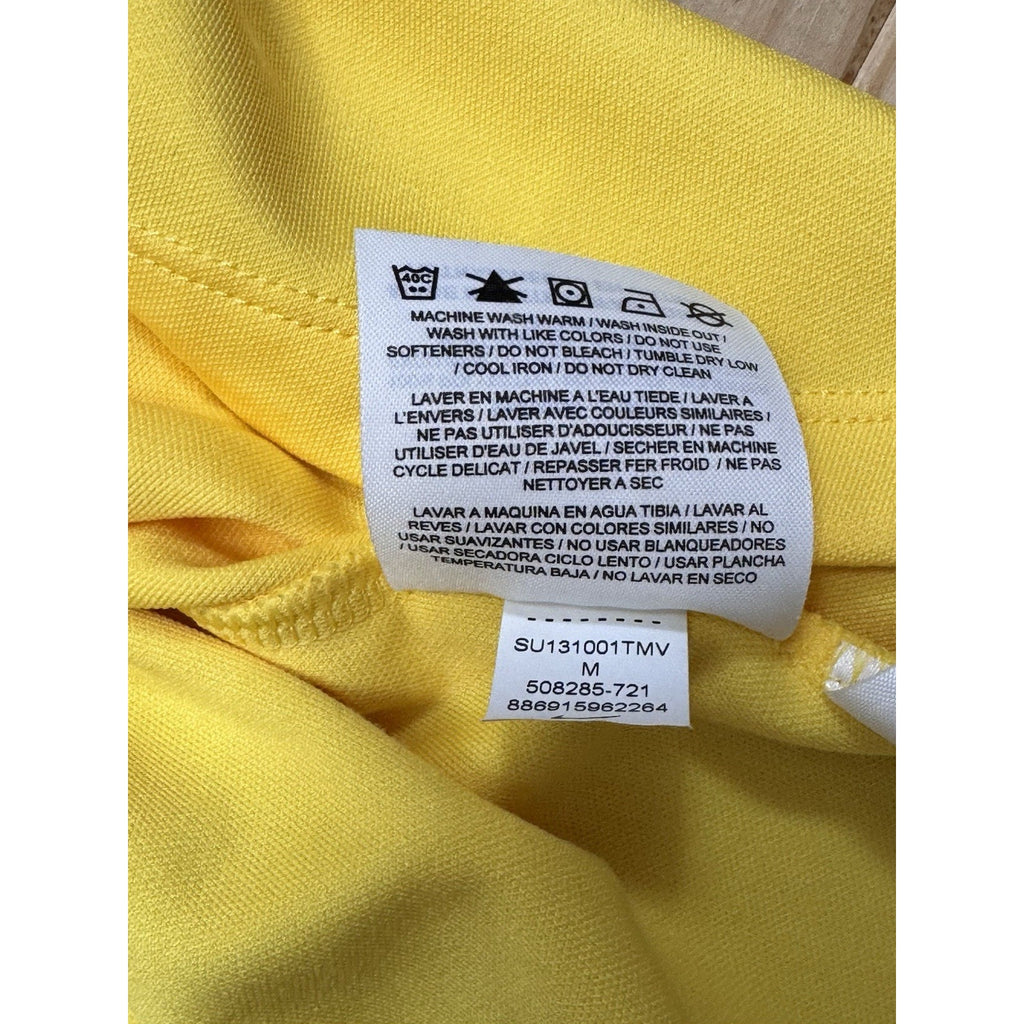 40C
MACHINE WASH WARM / WASH INSIDE OUT /
WASH WITH LIKE COLORS / DO NOT USE
SOFTENERS / DO NOT BLEACH / TUMBLE DRY LOW
/ COOL IRON / DO NOT DRY CLEAN
LAVER EN MACHINE A L'EAU TIEDE / LAVER A
L'ENVERS / LAVER AVEC COULEURS SIMILAIRES /
NE PAS UTILISER D'ADOUCISSEUR / NE PAS
UTILISER D'EAU DE JAVEL / SECHER EN MACHINE
CYCLE DELICAT / REPASSER FER FROID / NE PAS
NETTOYER A SEC
LAVAR A MAQUINA EN AGUA TIBIA / LAVAR AL
REVES / LAVAR CON COLORES SIMILARES / NO
USAR SUAVIZANTES / NO USAR BLANQUEADORES
/ USAR SECADORA CICLO LENTO / USAR PLANCHA
TEMPERATURA BAJA / NO LAVAR EN SECO
SU131001TMV
M
508285-721
886915962264